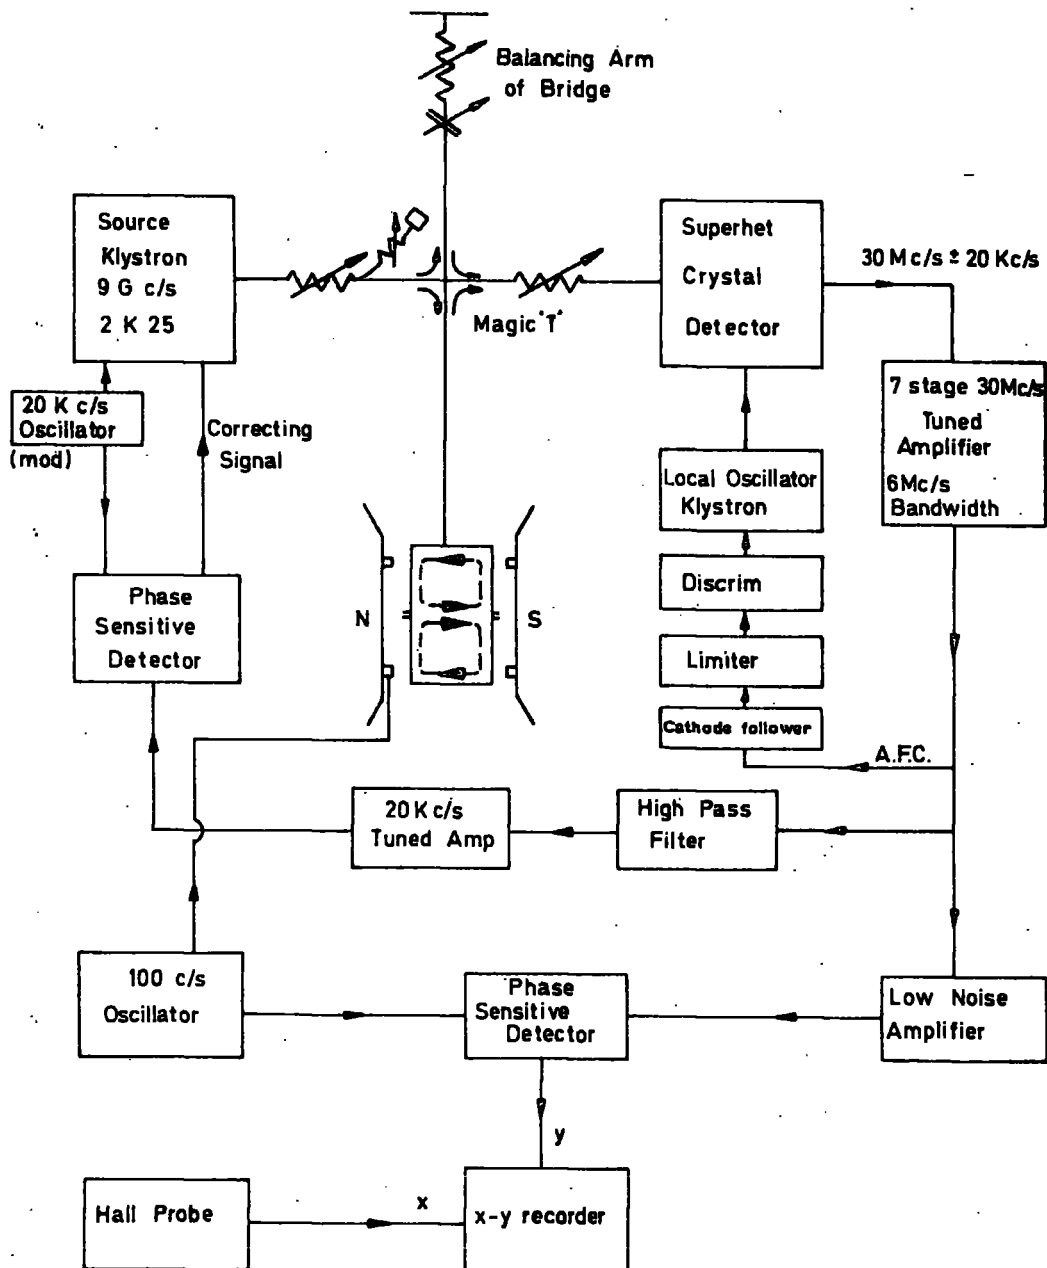 Balancing Arm
of Bridge
Source
Klystron
9 G c/s
2 K 25
Superhet
Crystal
Detector
30 Mc/s ± 20 Kc/s
Magic 'T'
7 stage 30Mc/s
Tuned
Amplifier
6Mc/s
Bandwidth
20 K c/s
Oscillator
(mod)
Correcting
Signal
Local Oscillator
Klystron
Discrim
Limiter
Cathode follower
A.F.C.
Phase
Sensitive
Detector
N
S
20 K c/s
Tuned Amp
High Pass
Filter
100 c/s
Oscillator
Phase
Sensitive
Detector
Low Noise
Amplifier
y
Hall Probe
x
x-y recorder